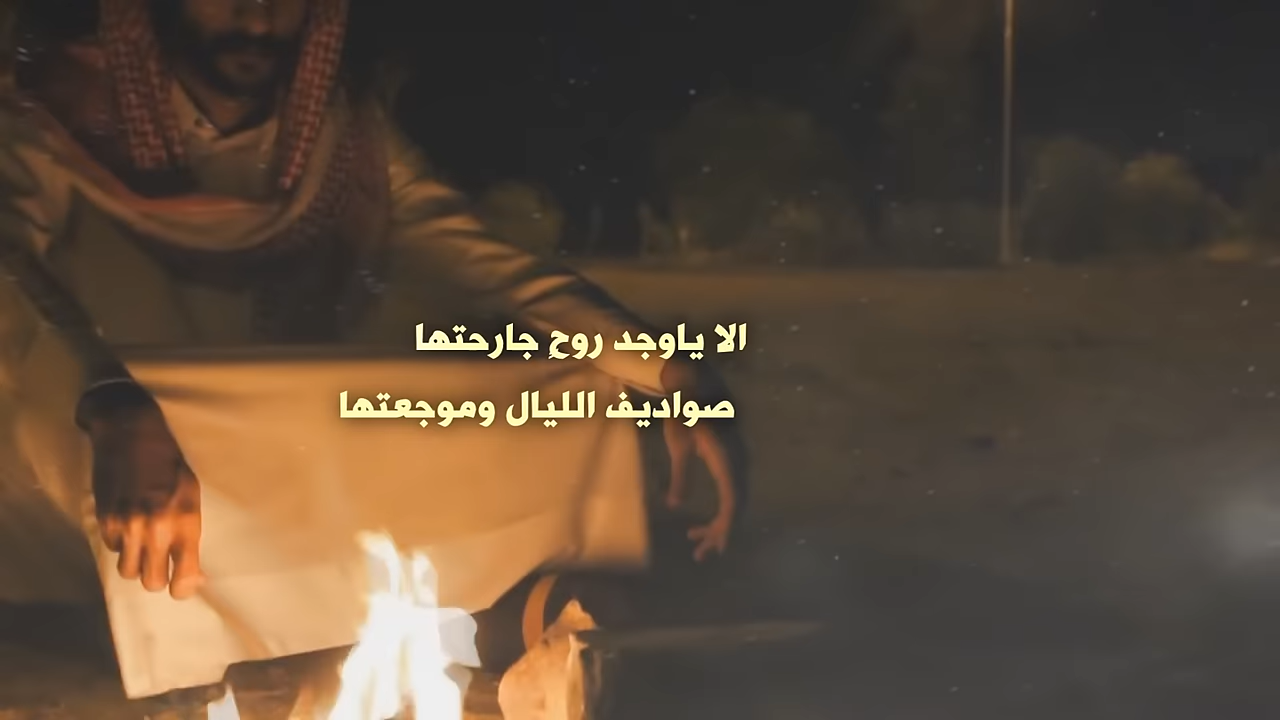 الا ياوجد روحٍ جارحتها
صواديف الليال وموجعتها